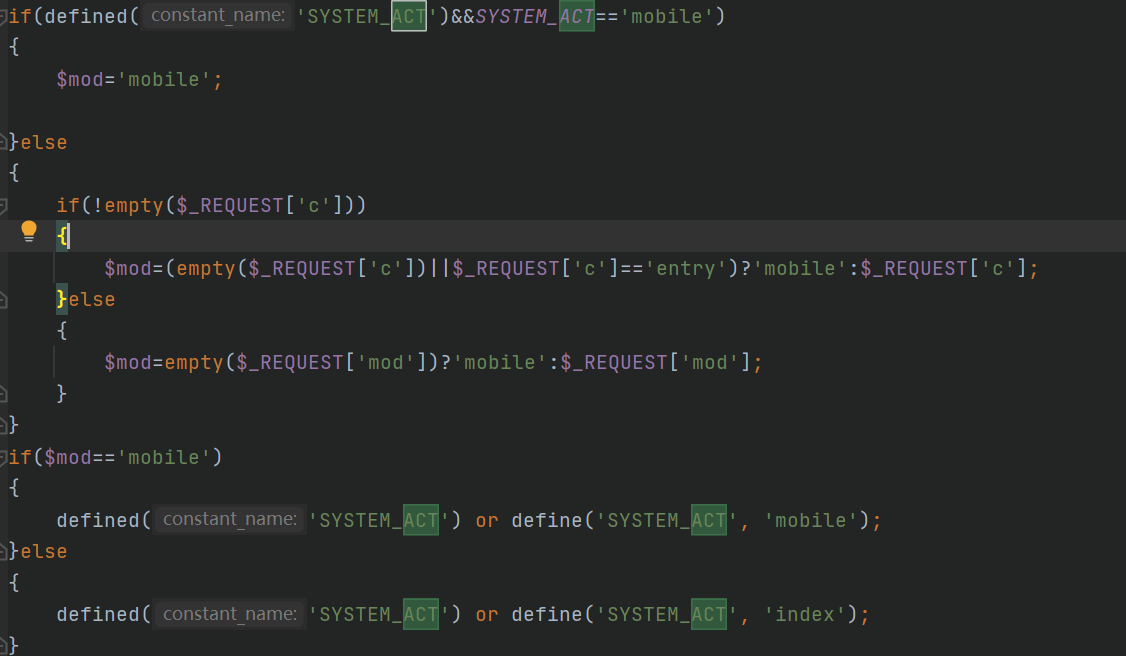 if(defined( constant_name: 'SYSTEM_ACT')&&SYSTEM_ACT=='mobile')
{
    $mod='mobile';
}else
{
    if(!empty($_REQUEST['c']))
    {
        $mod=(empty($_REQUEST['c'])||$_REQUEST['c']=='entry')?'mobile':$_REQUEST['c'];
    }else
    {
        $mod=empty($_REQUEST['mod'])?'mobile':$_REQUEST['mod'];
    }
}
if($mod=='mobile')
{
    defined( constant_name: 'SYSTEM_ACT') or define('SYSTEM_ACT', 'mobile');
}else
{
    defined( constant_name: 'SYSTEM_ACT') or define('SYSTEM_ACT', 'index');
}